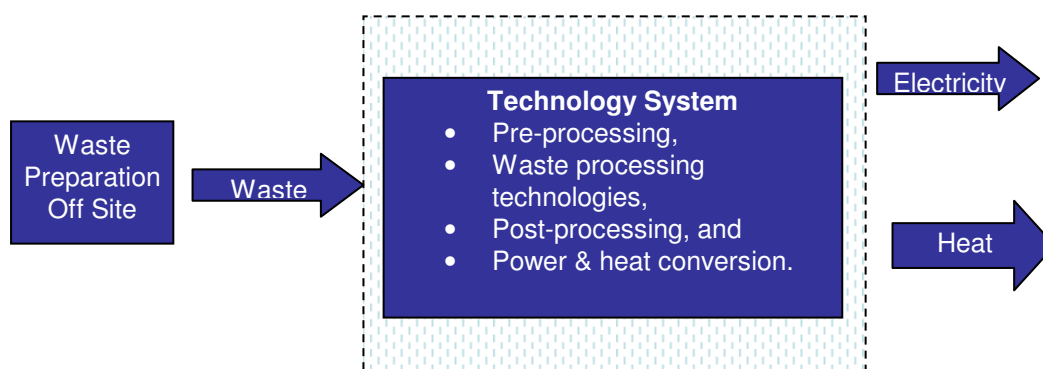 Waste
Preparation
Off Site
Waste
Technology System
• Pre-processing,
• Waste processing
technologies,
• Post-processing, and
• Power & heat conversion.
Electricity
Heat